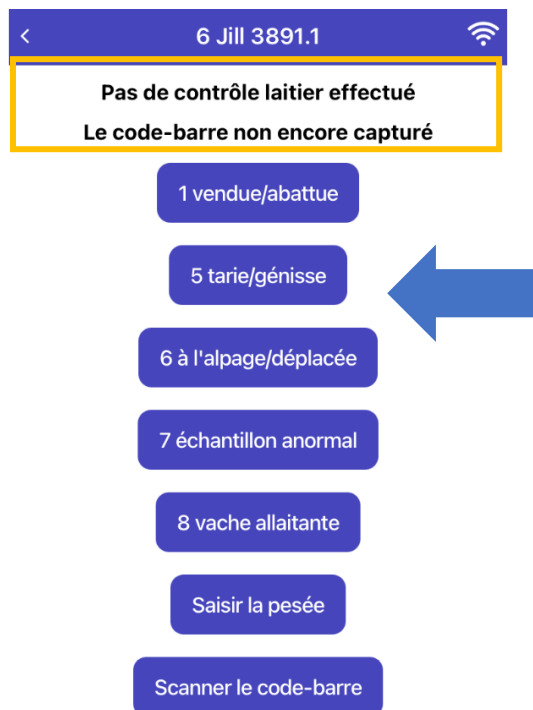 6 Jill 3891.1
Pas de contrôle laitier effectué
Le code-barre non encore capturé
1 vendue/abattue
5 tarie/génisse
6 à l'alpage/déplacée
7 échantillon anormal
8 vache allaitante
Saisir la pesée
Scanner le code-barre